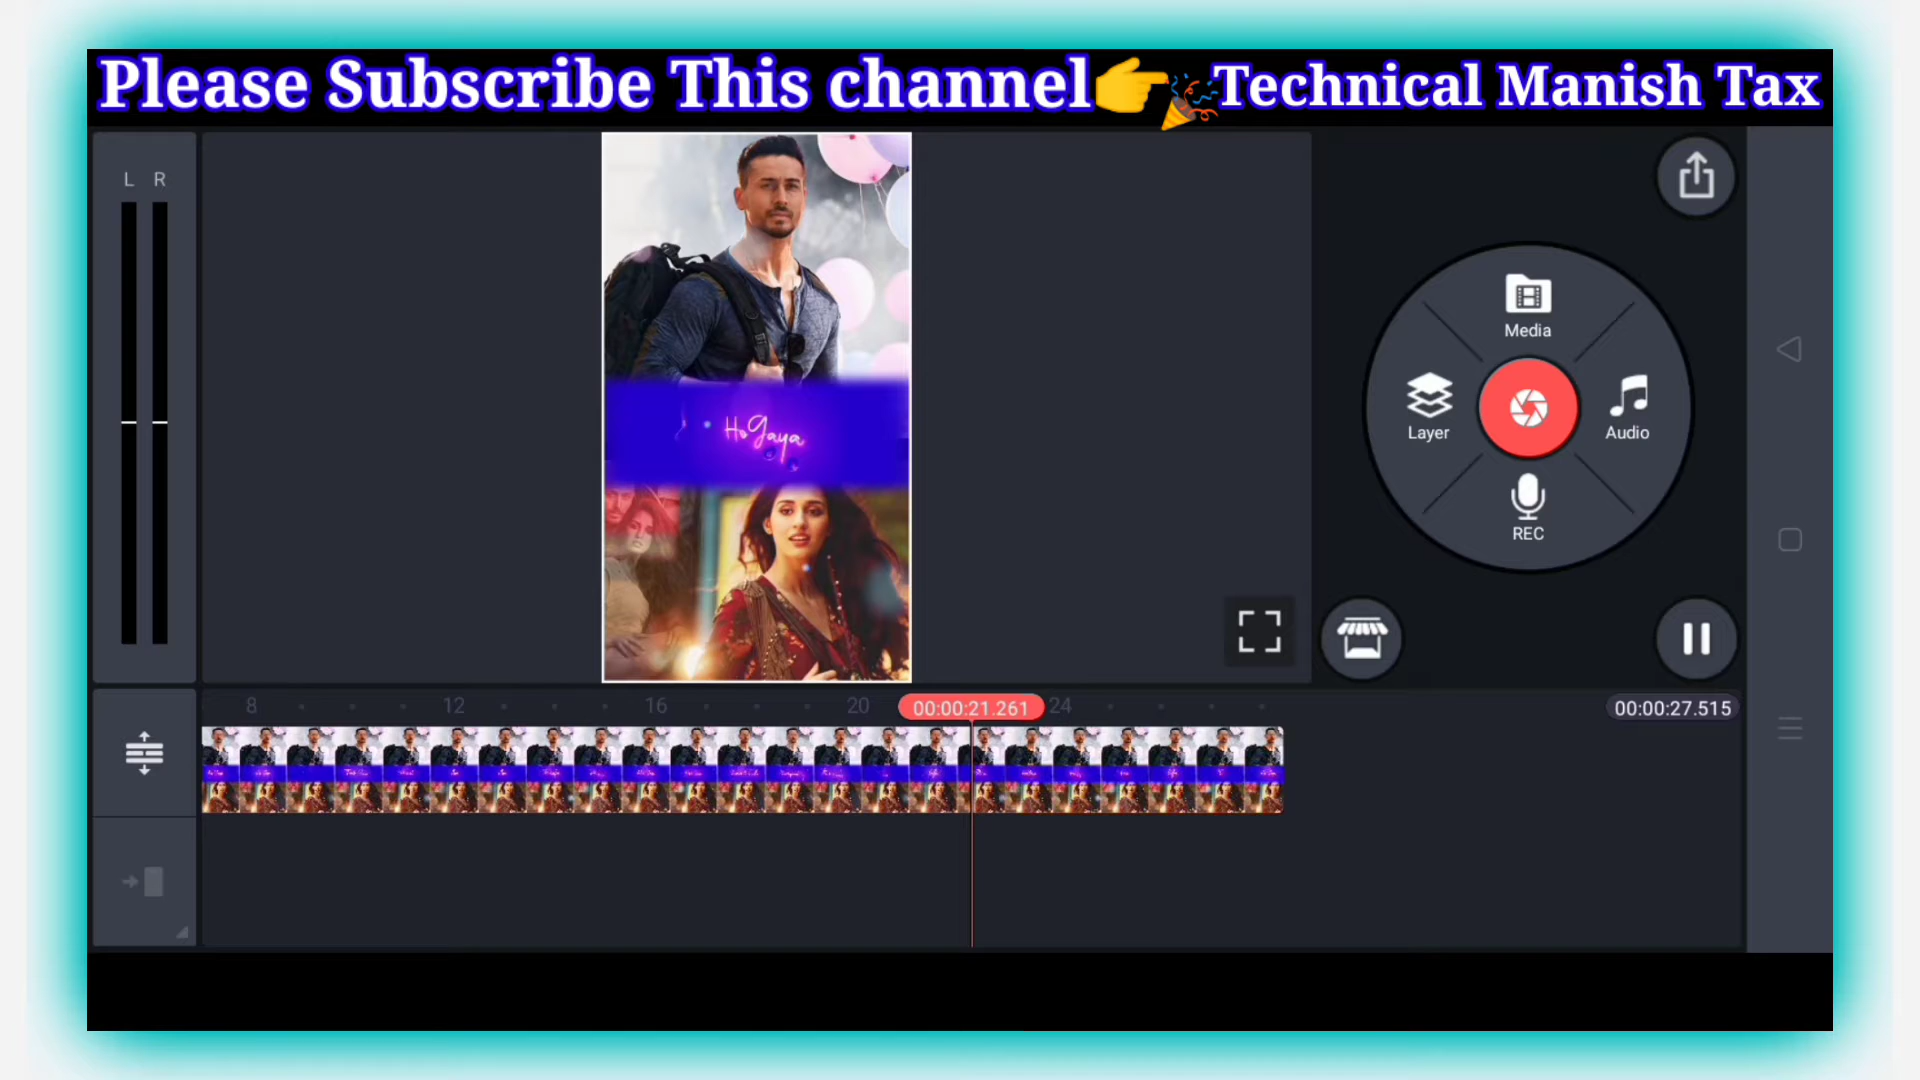 Please Subscribe This channel👉🎉Technical Manish Tax
L R
Media
Layer
Audio
REC
Ho Gaya
8 12 16 20 00:00:21.261 24 00:00:27.515